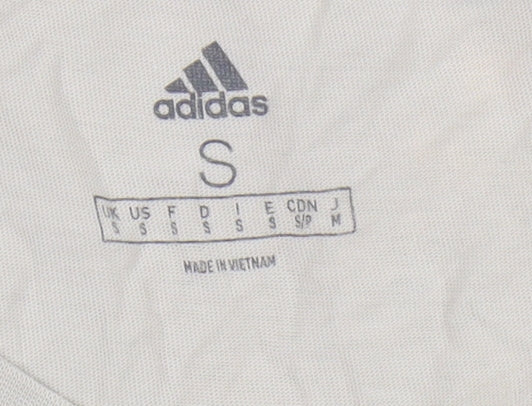 adidas
S
UK US F D I E CDN J
S S S S S S S/P M
MADE IN VIETNAM